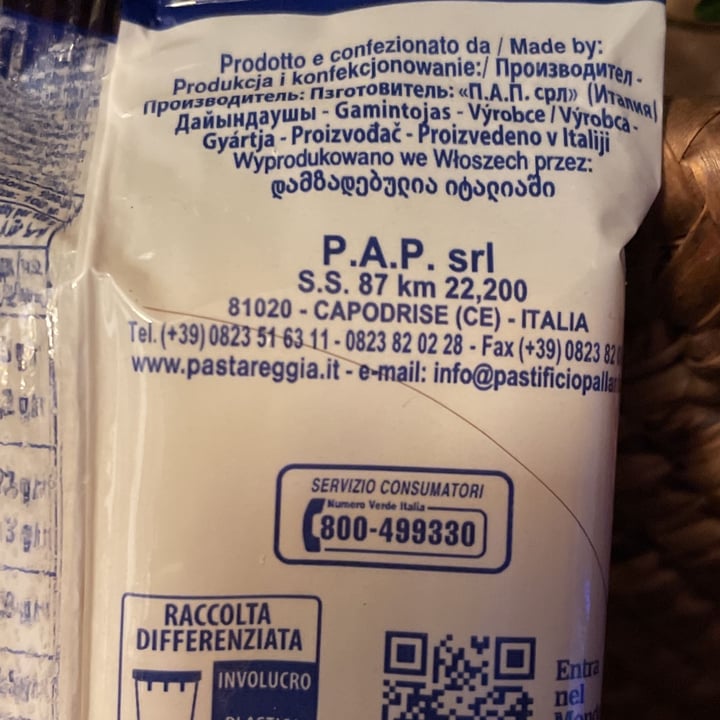 Prodotto e confezionato da / Made by:
Produkcja i konfekcjonowanie:/ Производител -
Производитель: Пзготовитель: «П.А.П. срл» (Италия)
Дайындаушы - Gamintojas - Výrobce / Výrobca -
Gyártja - Proizvođač - Proizvedeno v Italiji
Wyprodukowano we Włoszech przez:
დამზადებულია იტალიაში
P.A.P. srl
S.S. 87 km 22,200
81020 - CAPODRISE (CE) - ITALIA
Tel. (+39) 0823 51 63 11 - 0823 82 02 28 - Fax (+39) 0823 82
www.pastareggia.it - e-mail: info@pastificiopalla
SERVIZIO CONSUMATORI
Numero Verde Italia
800-499330
RACCOLTA
DIFFERENZIATA
INVOLUCRO
Entra
nel